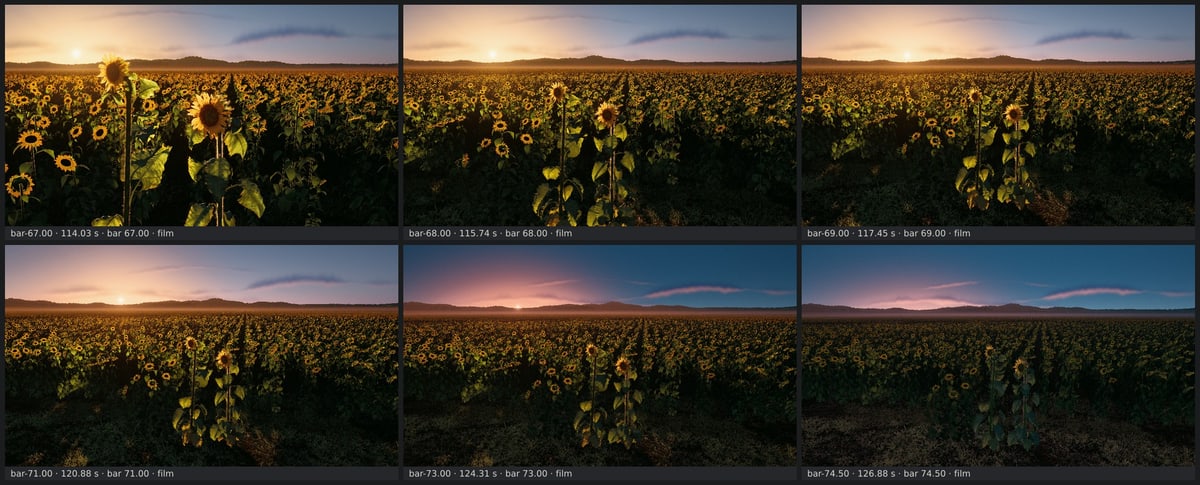 bar-67.00 · 114.03 s · bar 67.00 · film
bar-68.00 · 115.74 s · bar 68.00 · film
bar-69.00 · 117.45 s · bar 69.00 · film
bar-71.00 · 120.88 s · bar 71.00 · film
bar-73.00 · 124.31 s · bar 73.00 · film
bar-74.50 · 126.88 s · bar 74.50 · film